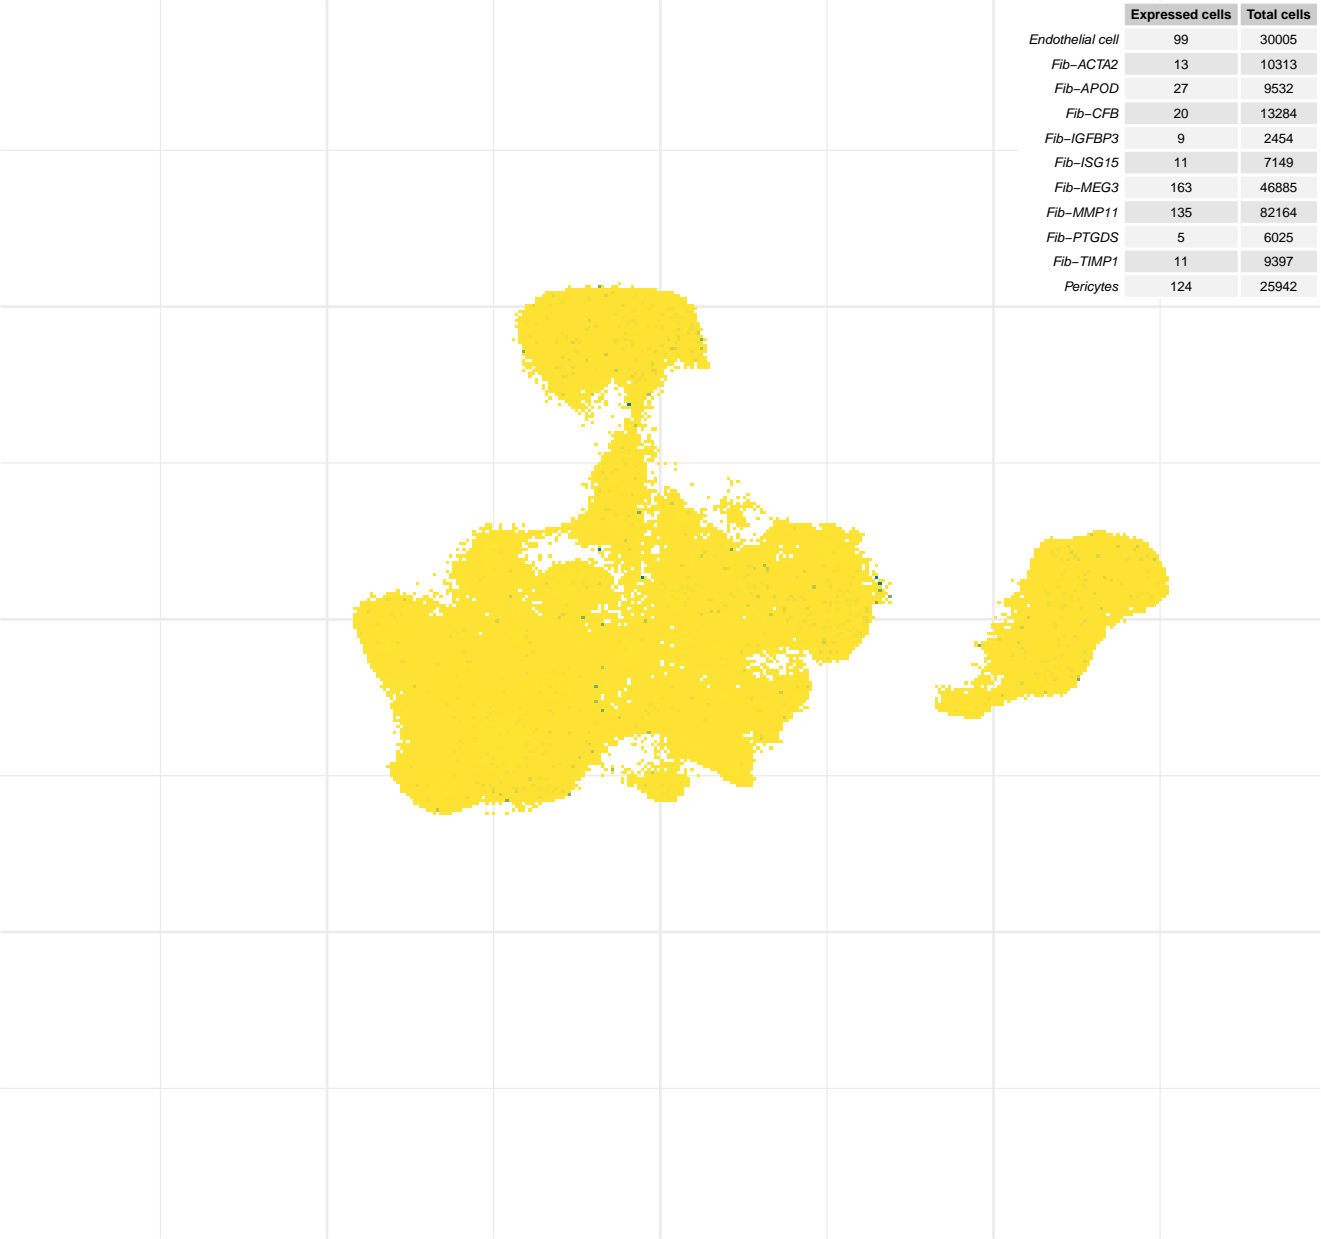 Expressed cells Total cells
Endothelial cell 99 30005
Fib−ACTA2 13 10313
Fib−APOD 27 9532
Fib−CFB 20 13284
Fib−IGFBP3 9 2454
Fib−ISG15 11 7149
Fib−MEG3 163 46885
Fib−MMP11 135 82164
Fib−PTGDS 5 6025
Fib−TIMP1 11 9397
Pericytes 124 25942